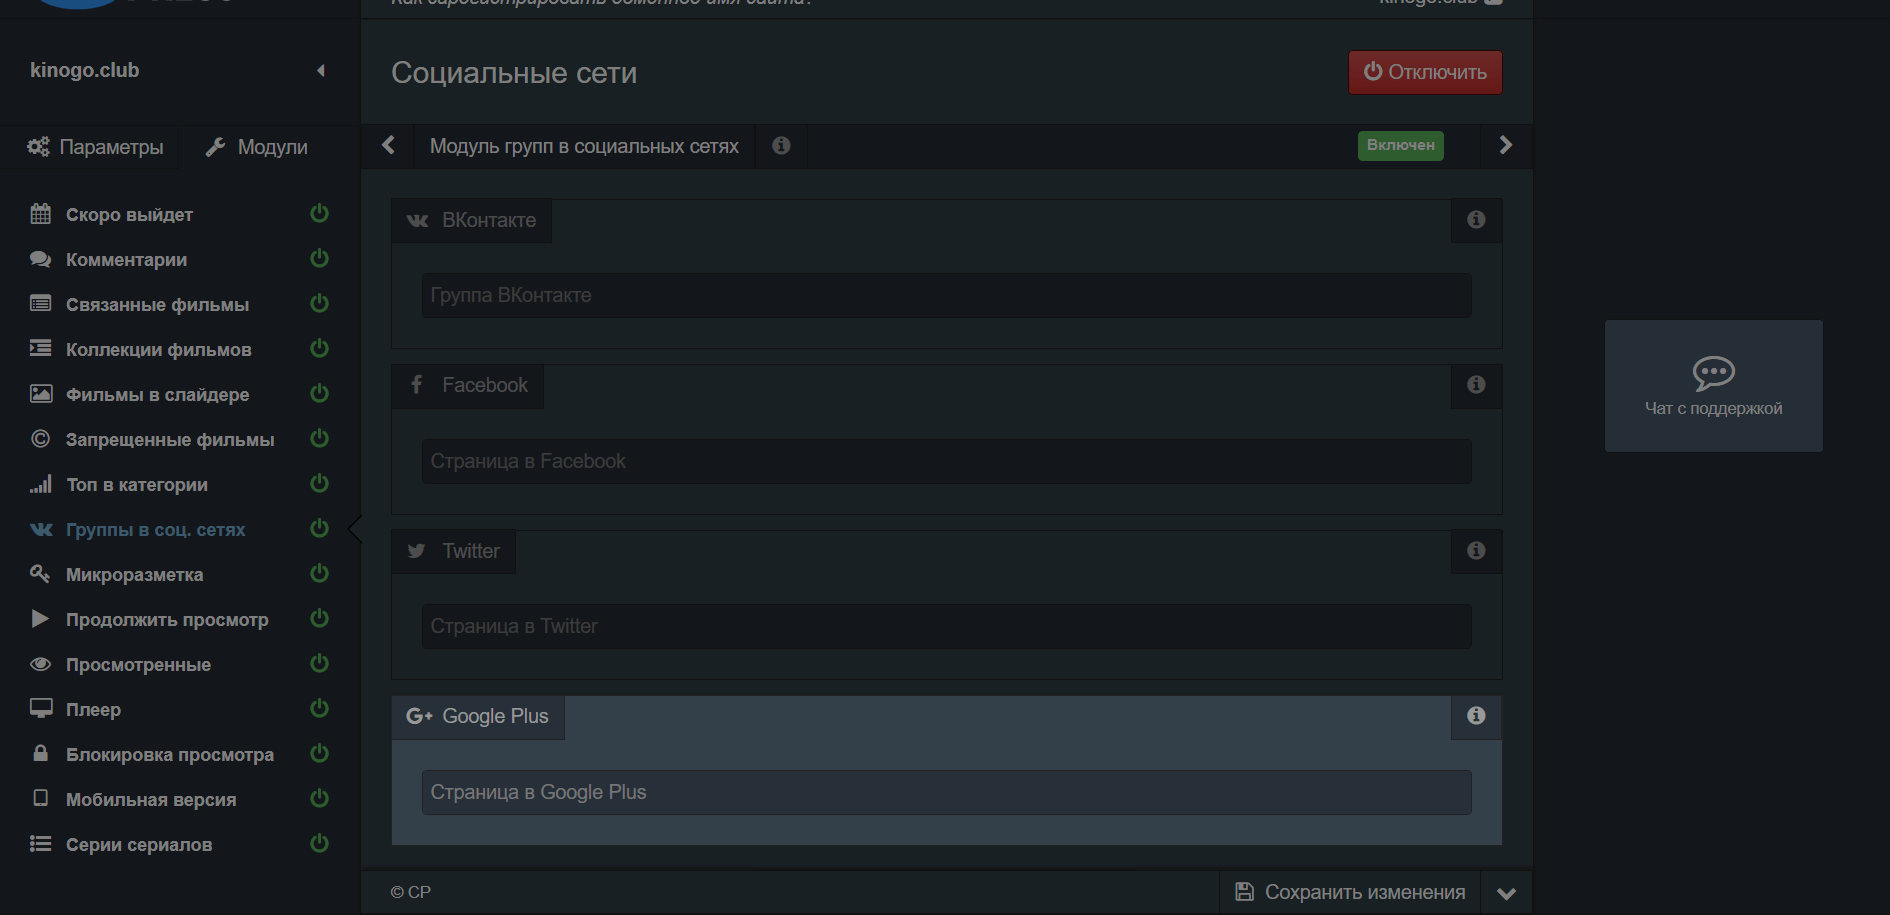 Как зарегистрировать доменное имя сайта?
kinogo.club
kinogo.club
Социальные сети
Отключить
Параметры
Модули
Модуль групп в социальных сетях
Включен
Скоро выйдет
Комментарии
Связанные фильмы
Коллекции фильмов
Фильмы в слайдере
Запрещенные фильмы
Топ в категории
Группы в соц. сетях
Микроразметка
Продолжить просмотр
Просмотренные
Плеер
Блокировка просмотра
Мобильная версия
Серии сериалов
ВКонтакте
Группа ВКонтакте
Facebook
Страница в Facebook
Twitter
Страница в Twitter
G+ Google Plus
Страница в Google Plus
Чат с поддержкой
© CP
Сохранить изменения